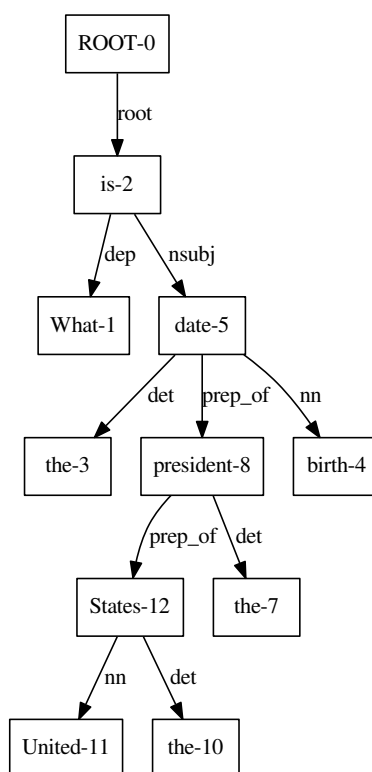 ROOT-0
root
is-2
dep
nsubj
What-1
date-5
det
prep_of
nn
the-3
president-8
birth-4
prep_of
det
States-12
the-7
nn
det
United-11
the-10